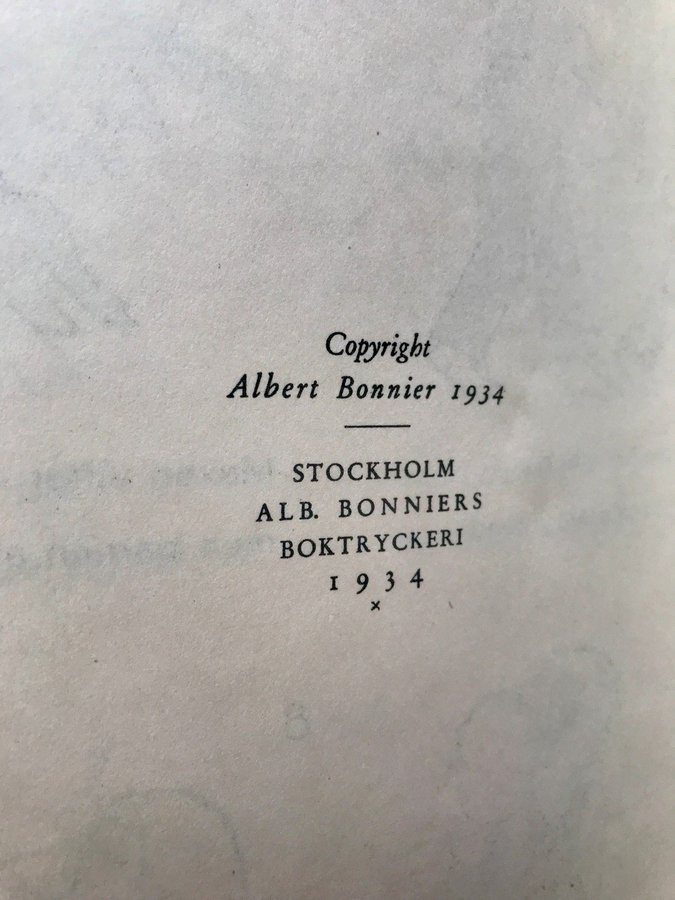 Copyright
Albert Bonnier 1934
STOCKHOLM
ALB. BONNIERS
BOKTRYCKERI
1934
×